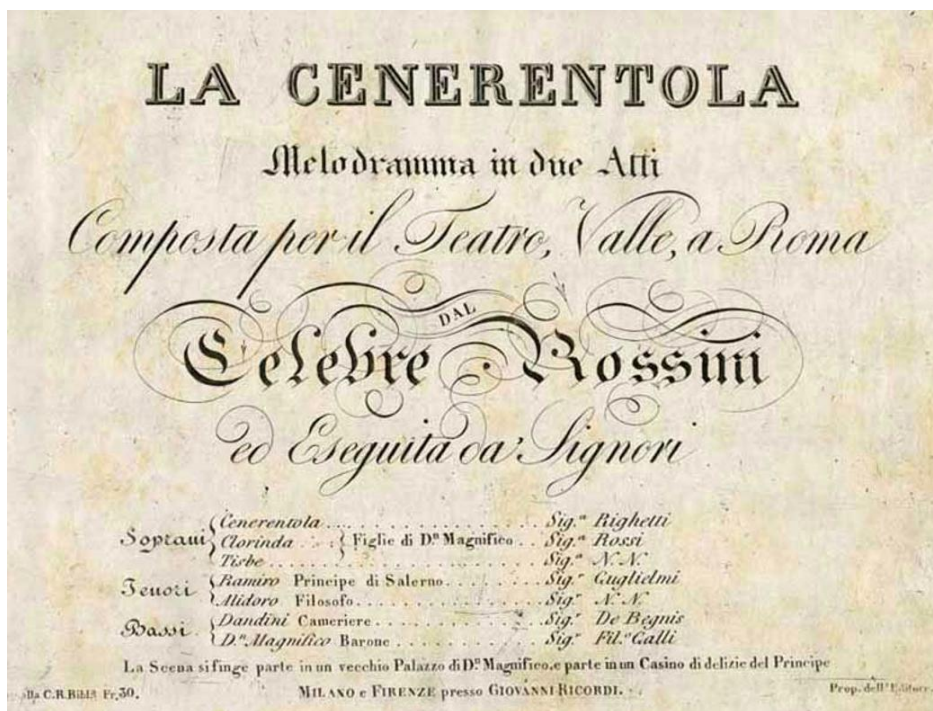 LA CENERENTOLA
Melodramma in due Atti
Composta per il Teatro, Valle, a Roma
DAL
Celebre Rossini
ed Eseguita da' Signori
Soprani
Cenerentola . . . . . . . . . . . . . . . . . . Sig.ª Righetti
Clorinda . . . Figlie di D.ⁿ Magnifico . . Sig.ª Rossi
Tisbe . . . . . . . . . . . . . . . . . . . . . . Sig.ª N. N.
Tenori
Ramiro Principe di Salerno . . . . . . . Sig.ʳ Guglielmi
Alidoro Filosofo . . . . . . . . . . . . . . . Sig.ʳ N. N.
Bassi
Dandini Cameriere . . . . . . . . . . . . . Sig.ʳ De Begnis
D.ⁿ Magnifico Barone . . . . . . . . . . . Sig.ʳ Fil.º Galli
La Scena si finge parte in un vecchio Palazzo di D.ⁿ Magnifico, e parte in un Casino di delizie del Principe
C.R.Bibl.ª Fr. 30. MILANO e FIRENZE presso GIOVANNI RICORDI. Prop. dell'Editore.